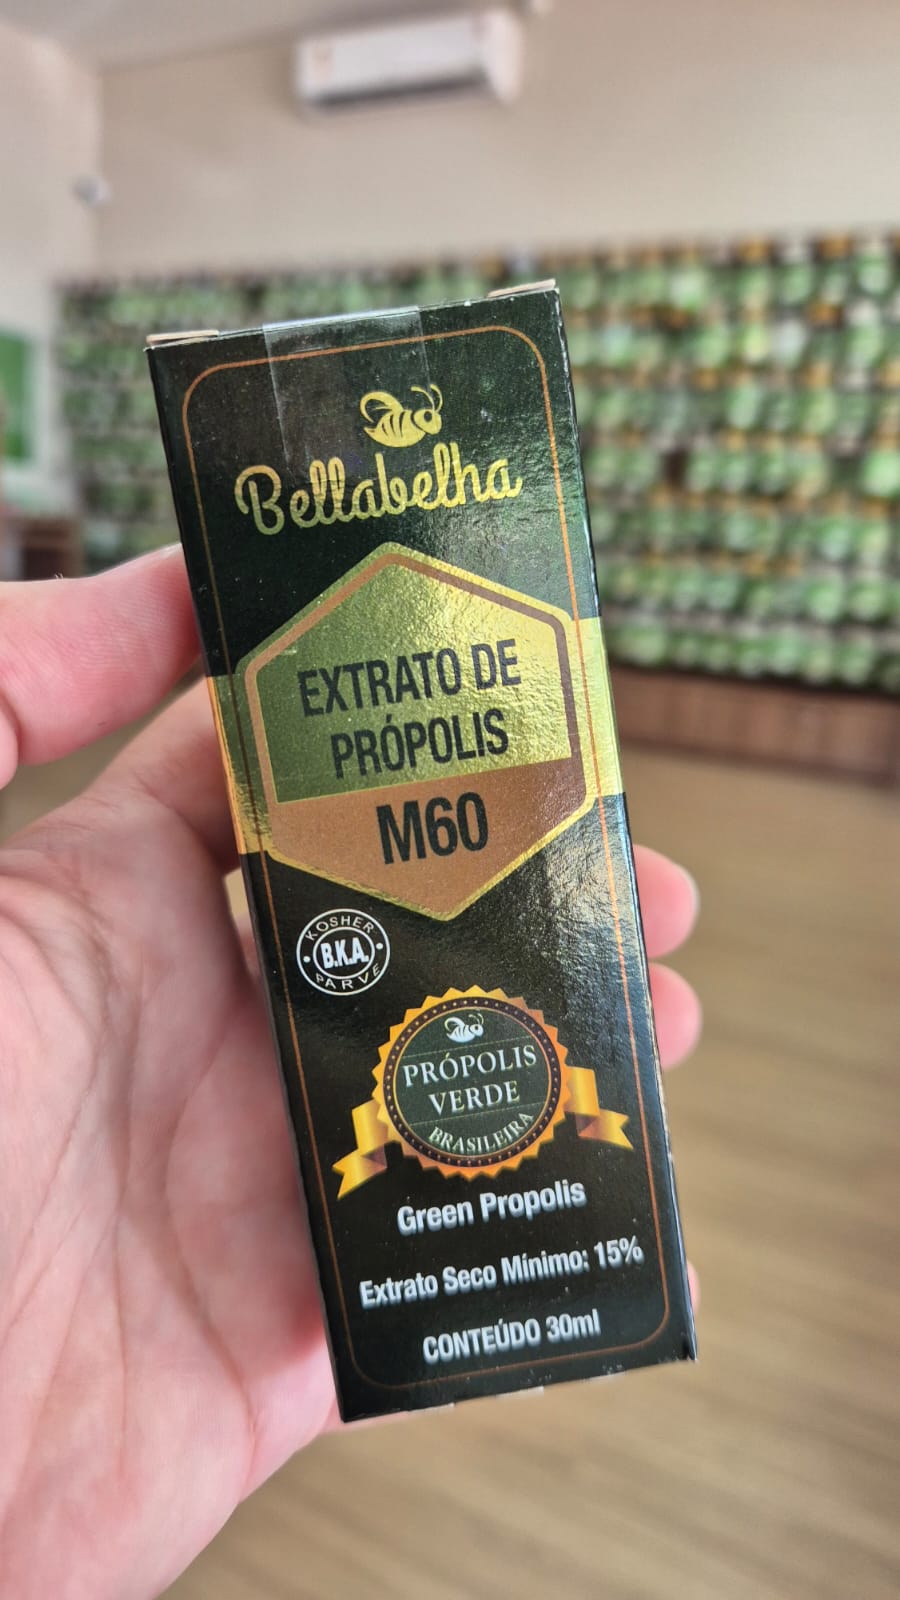 Bellabelha
EXTRATO DE
PRÓPOLIS
M60
KOSHER
B.K.A.
PARVE
PRÓPOLIS
VERDE
BRASILEIRA
Green Propolis
Extrato Seco Mínimo: 15%
CONTEÚDO 30ml